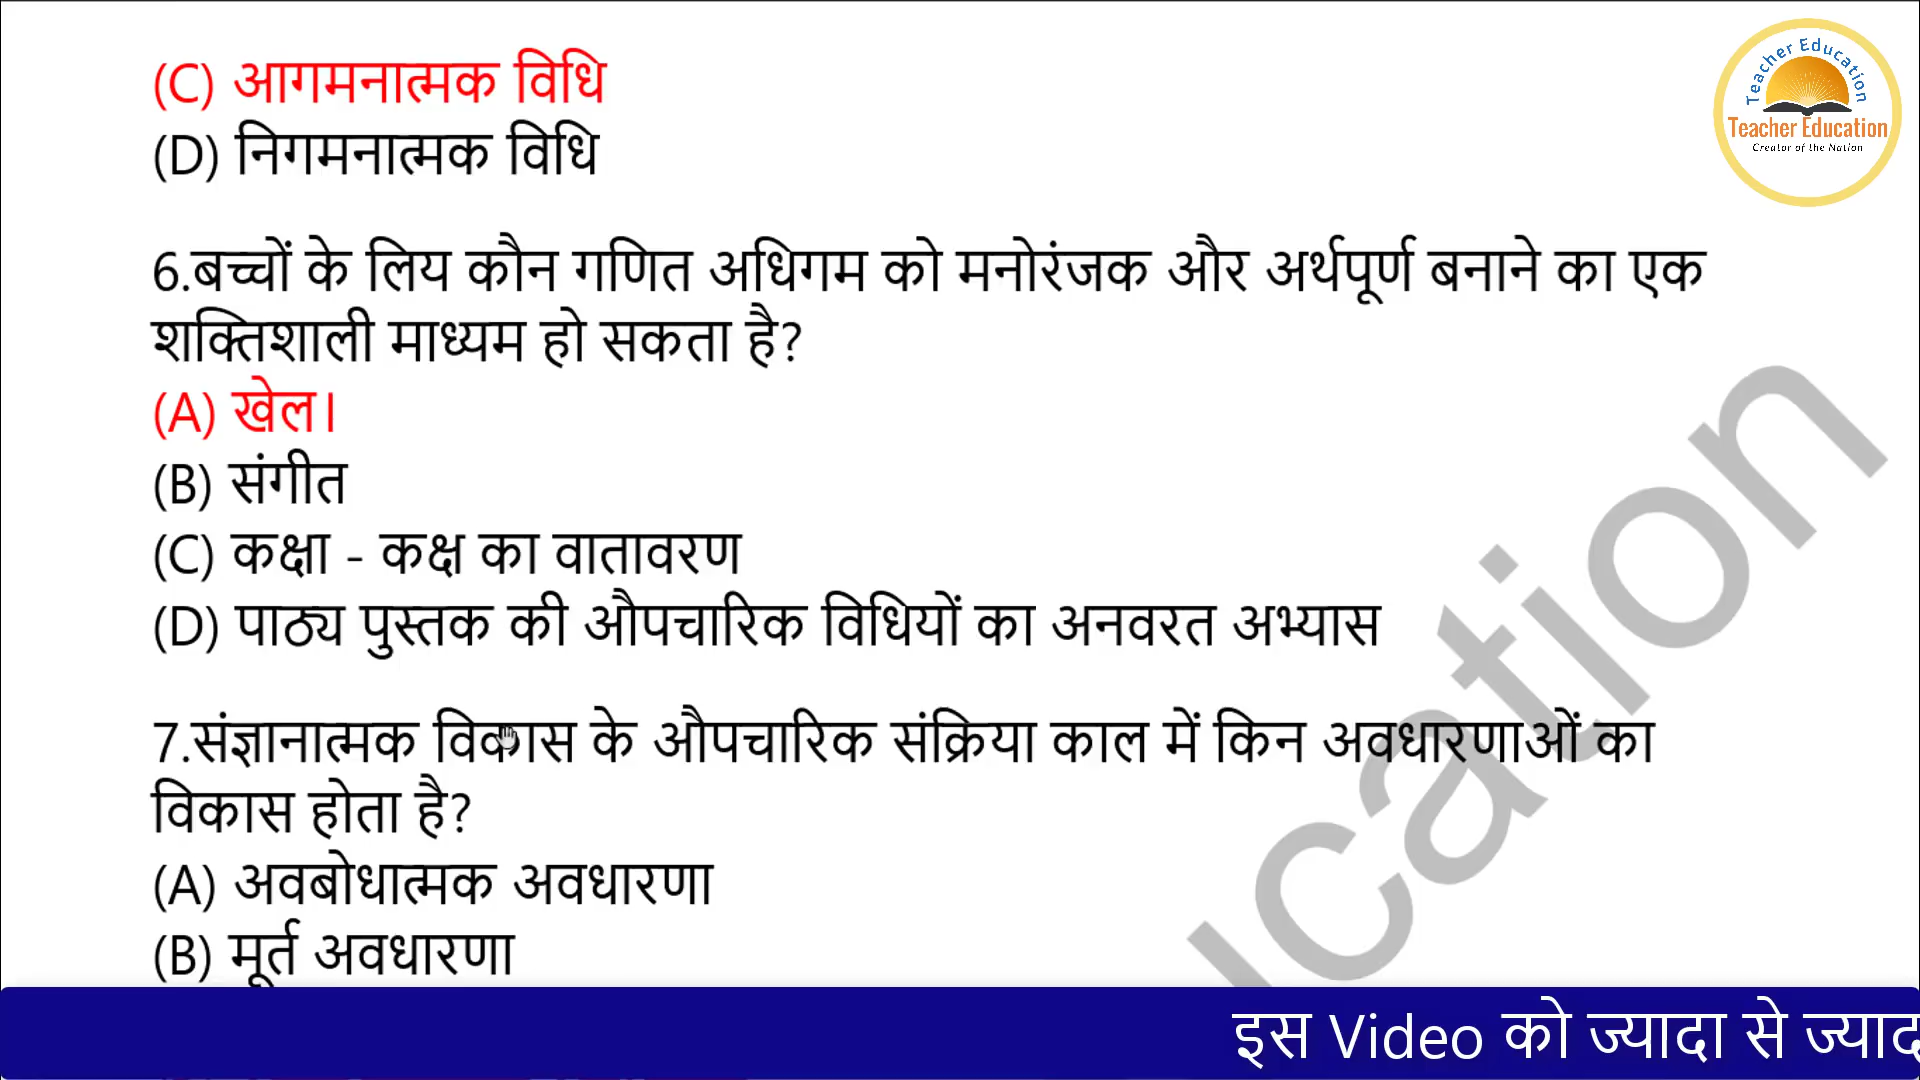 (C) आगमनात्मक विधि
(D) निगमनात्मक विधि
Teacher Education
Teacher Education
Creator of the Nation
6.बच्चों के लिय कौन गणित अधिगम को मनोरंजक और अर्थपूर्ण बनाने का एक
शक्तिशाली माध्यम हो सकता है?
(A) खेल।
(B) संगीत
(C) कक्षा - कक्ष का वातावरण
(D) पाठ्य पुस्तक की औपचारिक विधियों का अनवरत अभ्यास
7.संज्ञानात्मक विकास के औपचारिक संक्रिया काल में किन अवधारणाओं का
विकास होता है?
(A) अवबोधात्मक अवधारणा
(B) मूर्त अवधारणा
ucation
इस Video को ज्यादा से ज्याद